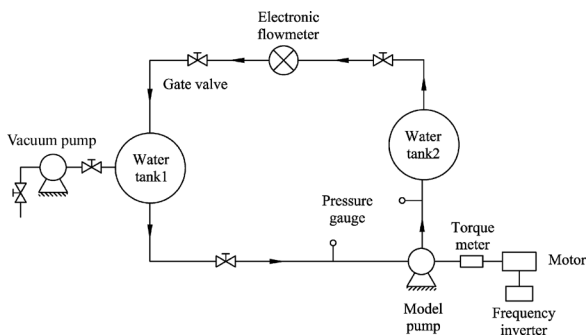 Electronic
flowmeter
Gate valve
Vacuum pump
Water
tank1
Water
tank2
Pressure
gauge
Torque
meter
Motor
Model
pump
Frequency
inverter